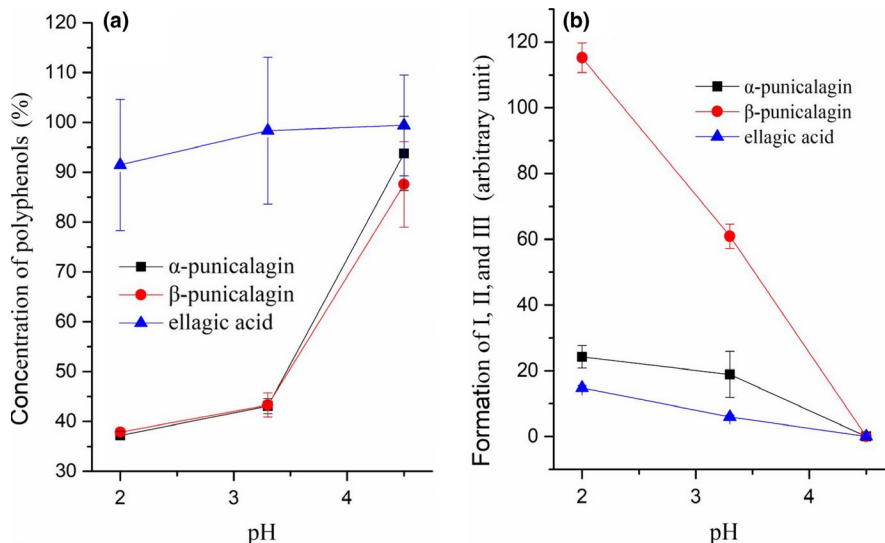 (a)
120
110
100
90
80
70
60
50
40
30
Concentration of polyphenols (%)
α-punicalagin
β-punicalagin
ellagic acid
2
3
4
pH
(b)
120
100
80
60
40
20
0
Formation of I, II, and III (arbitrary unit)
α-punicalagin
β-punicalagin
ellagic acid
2
3
4
pH